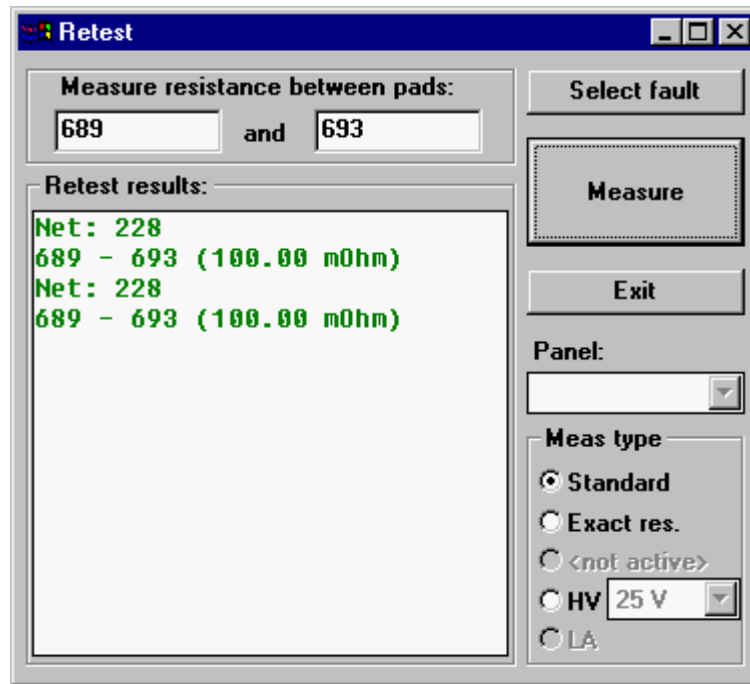 Retest
Measure resistance between pads:
689 and 693
Select fault
Measure
Retest results:
Net: 228
689 - 693 (100.00 mOhm)
Net: 228
689 - 693 (100.00 mOhm)
Exit
Panel:
Meas type
Standard
Exact res.
<not active>
HV 25 V
LA